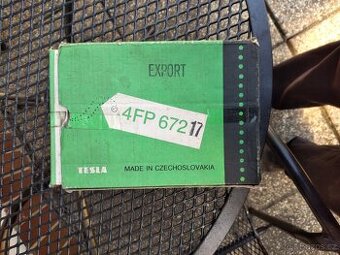 EXPORT
4FP 672 17
TESLA MADE IN CZECHOSLOVAKIA